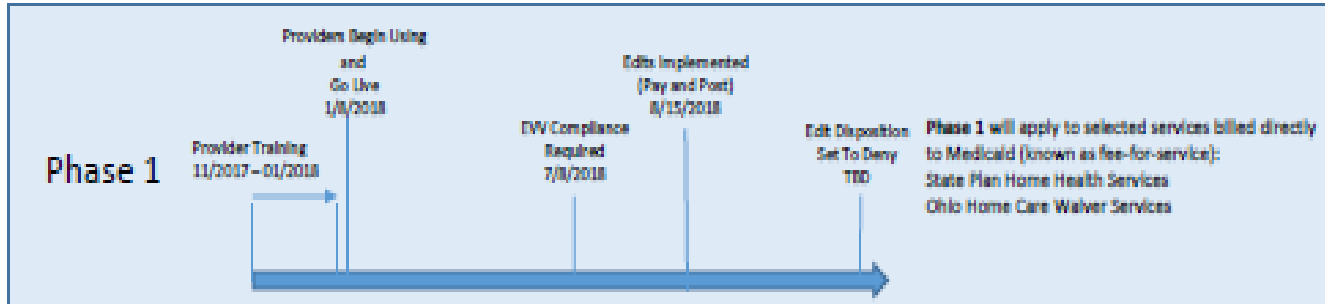 Phase 1
Provider Training
11/2017 – 01/2018
Providers Begin Using
and
Go Live
1/8/2018
EVV Compliance
Required
7/8/2018
Edits Implemented
(Pay and Post)
8/15/2018
Edit Disposition
Set To Deny
TBD
Phase 1 will apply to selected services billed directly
to Medicaid (known as fee-for-service):
State Plan Home Health Services
Ohio Home Care Waiver Services